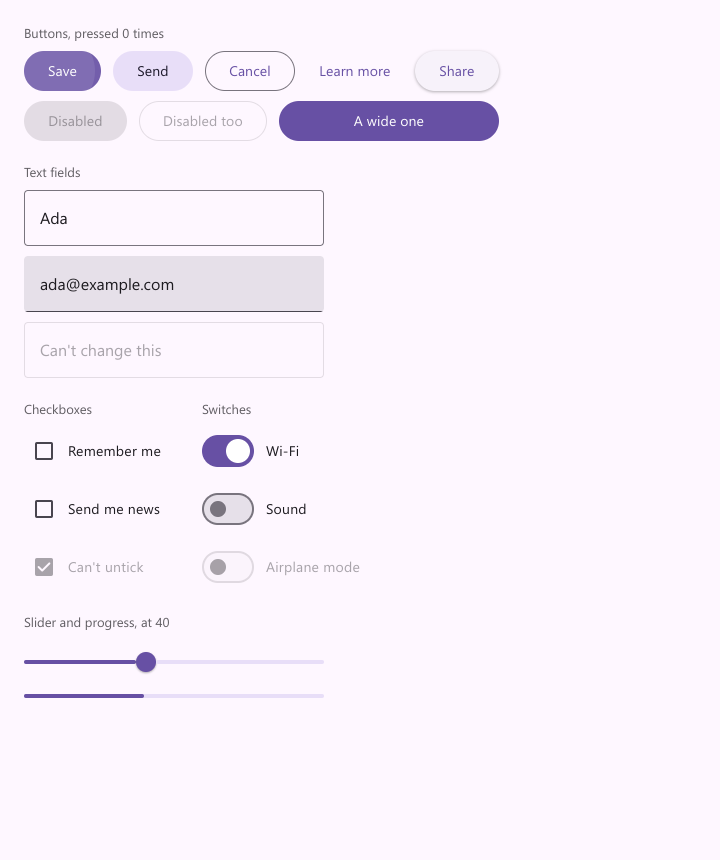 Buttons, pressed 0 times
Save Send Cancel Learn more Share
Disabled Disabled too A wide one
Text fields
Ada
ada@example.com
Can't change this
Checkboxes Switches
Remember me Wi-Fi
Send me news Sound
Can't untick Airplane mode
Slider and progress, at 40